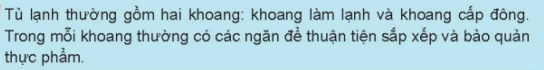 Tủ lạnh thường gồm hai khoang: khoang làm lạnh và khoang cấp đông.
Trong mỗi khoang thường có các ngăn để thuận tiện sắp xếp và bảo quản
thực phẩm.